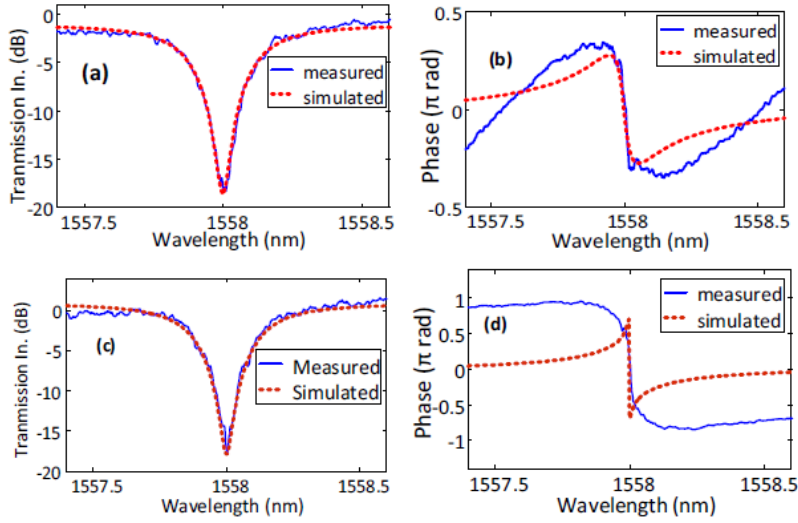 0
-5
-10
-15
-20
Tranmission In. (dB)
(a)
measured
simulated
1557.5 1558 1558.5
Wavelength (nm)
0.5
0
-0.5
Phase (π rad)
(b)
measured
simulated
1557.5 1558 1558.5
Wavelength (nm)
5
0
-5
-10
-15
-20
Tranmission In. (dB)
(c)
Measured
Simulated
1557.5 1558 1558.5
Wavelength (nm)
1
0.5
0
-0.5
-1
Phase (π rad)
(d)
measured
simulated
1557.5 1558 1558.5
Wavelength (nm)